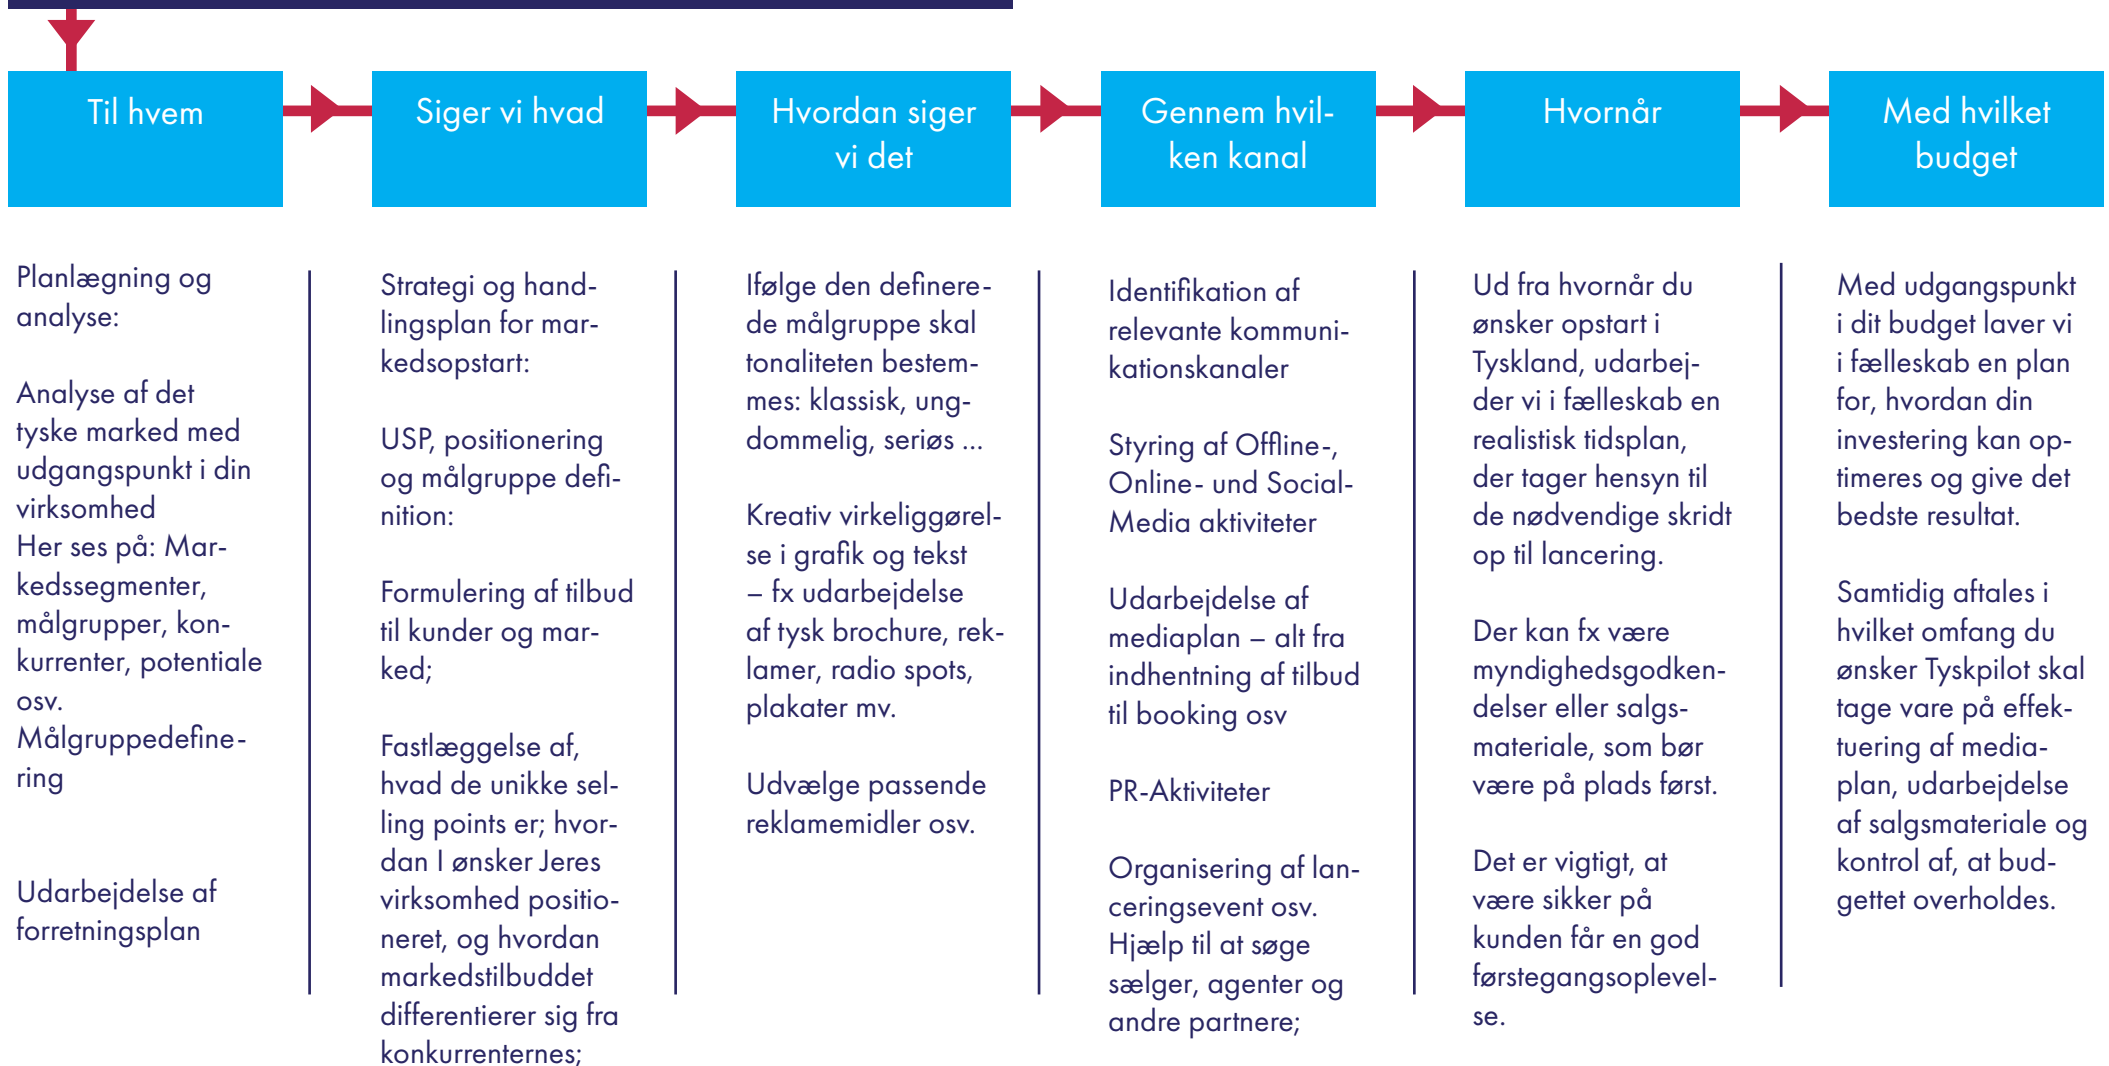 Til hvem
Siger vi hvad
Hvordan siger
vi det
Gennem hvil-
ken kanal
Hvornår
Med hvilket
budget
Planlægning og
analyse:
Analyse af det
tyske marked med
udgangspunkt i din
virksomhed
Her ses på: Mar-
kedssegmenter,
målgrupper, kon-
kurrenter, potentiale
osv.
Målgruppedefine-
ring
Udarbejdelse af
forretningsplan
Strategi og hand-
lingsplan for mar-
kedsopstart:
USP, positionering
og målgruppe defi-
nition:
Formulering af tilbud
til kunder og mar-
ked;
Fastlæggelse af,
hvad de unikke sel-
ling points er; hvor-
dan I ønsker Jeres
virksomhed positio-
neret, og hvordan
markedstilbuddet
differentierer sig fra
konkurrenternes;
Ifølge den definere-
de målgruppe skal
tonaliteten bestem-
mes: klassisk, ung-
dommelig, seriøs ...
Kreativ virkeliggørel-
se i grafik og tekst
– fx udarbejdelse
af tysk brochure, rek-
lamer, radio spots,
plakater mv.
Udvælge passende
reklamemidler osv.
Identifikation af
relevante kommuni-
kationskanaler
Styring af Offline-,
Online- und Social-
Media aktiviteter
Udarbejdelse af
mediaplan – alt fra
indhentning af tilbud
til booking osv
PR-Aktiviteter
Organisering af lan-
ceringsevent osv.
Hjælp til at søge
sælger, agenter og
andre partnere;
Ud fra hvornår du
ønsker opstart i
Tyskland, udarbej-
der vi i fælleskab en
realistisk tidsplan,
der tager hensyn til
de nødvendige skridt
op til lancering.
Der kan fx være
myndighedsgodken-
delser eller salgs-
materiale, som bør
være på plads først.
Det er vigtigt, at
være sikker på
kunden får en god
førstegangsoplevel-
se.
Med udgangspunkt
i dit budget laver vi
i fælleskab en plan
for, hvordan din
investering kan op-
timeres og give det
bedste resultat.
Samtidig aftales i
hvilket omfang du
ønsker Tyskpilot skal
tage vare på effek-
tuering af media-
plan, udarbejdelse
af salgsmateriale og
kontrol af, at bud-
gettet overholdes.